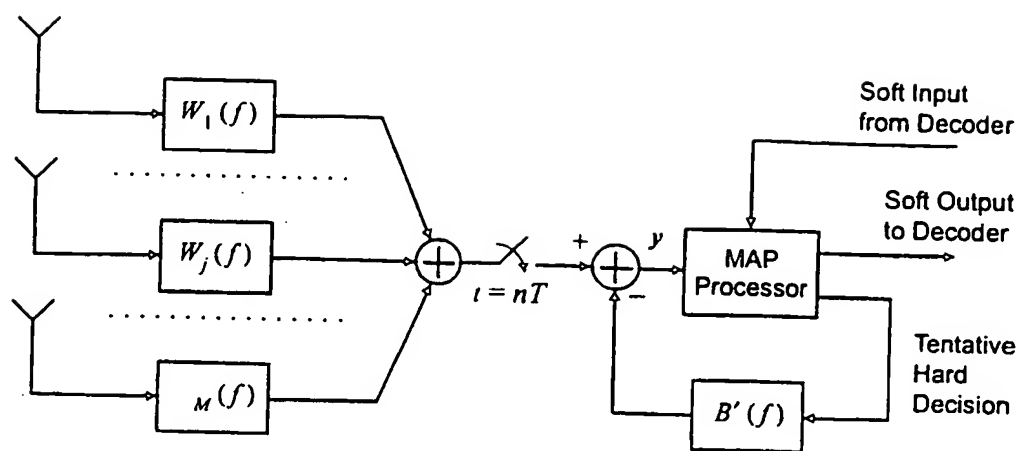 W₁(f)
Soft Input
from Decoder
Wⱼ(f)
Soft Output
to Decoder
+
y
MAP
Processor
t = nT
−
M(f)
B′(f)
Tentative
Hard
Decision